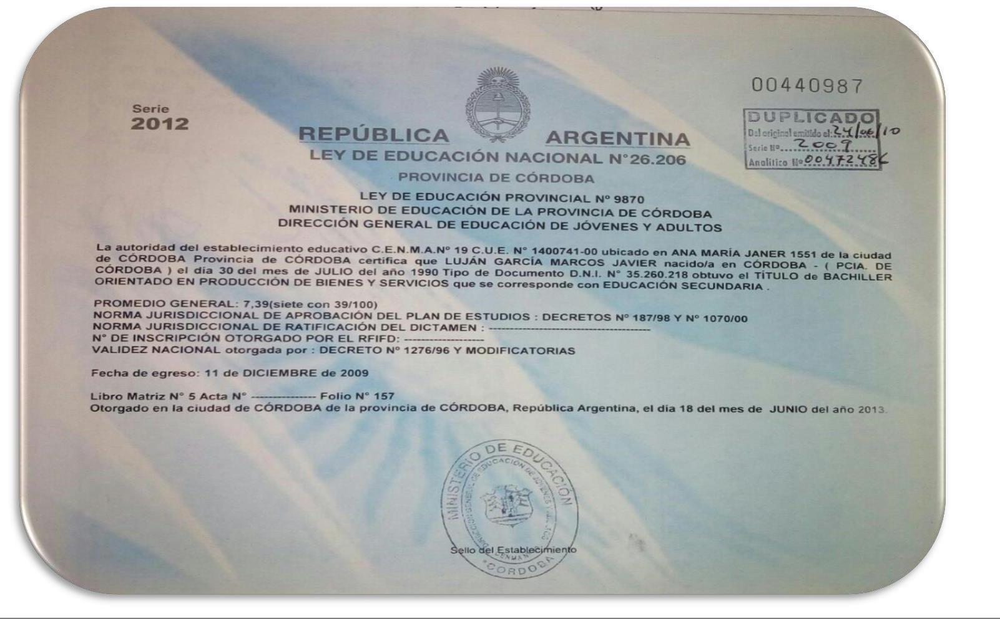 00440987
Serie
2012
DUPLICADO
Del original emitido el: 24/06/10
Serie Nº 2009
Analítico Nº 00472486
REPÚBLICA ARGENTINA
LEY DE EDUCACIÓN NACIONAL N°26.206
PROVINCIA DE CÓRDOBA
LEY DE EDUCACIÓN PROVINCIAL Nº 9870
MINISTERIO DE EDUCACIÓN DE LA PROVINCIA DE CÓRDOBA
DIRECCIÓN GENERAL DE EDUCACIÓN DE JÓVENES Y ADULTOS
La autoridad del establecimiento educativo C.E.N.M.A.Nº 19 C.U.E. N° 1400741-00 ubicado en ANA MARÍA JANER 1551 de la ciudad
de CÓRDOBA Provincia de CÓRDOBA certifica que LUJÁN GARCÍA MARCOS JAVIER nacido/a en CÓRDOBA - ( PCIA. DE
CÓRDOBA ) el día 30 del mes de JULIO del año 1990 Tipo de Documento D.N.I. N° 35.260.218 obtuvo el TÍTULO de BACHILLER
ORIENTADO EN PRODUCCIÓN DE BIENES Y SERVICIOS que se corresponde con EDUCACIÓN SECUNDARIA .
PROMEDIO GENERAL: 7,39(siete con 39/100)
NORMA JURISDICCIONAL DE APROBACIÓN DEL PLAN DE ESTUDIOS : DECRETOS Nº 187/98 Y Nº 1070/00
NORMA JURISDICCIONAL DE RATIFICACIÓN DEL DICTAMEN : --------------------------------------
N° DE INSCRIPCIÓN OTORGADO POR EL RFIFD: -------------------
VALIDEZ NACIONAL otorgada por : DECRETO Nº 1276/96 Y MODIFICATORIAS
Fecha de egreso: 11 de DICIEMBRE de 2009
Libro Matriz N° 5 Acta N° --------------- Folio N° 157
Otorgado en la ciudad de CÓRDOBA de la provincia de CÓRDOBA, República Argentina, el día 18 del mes de JUNIO del año 2013.
MINISTERIO DE EDUCACIÓN
DIRECCION GENERAL DE EDUCACIÓN DE JOVENES Y
Sello del Establecimiento
CORDOBA